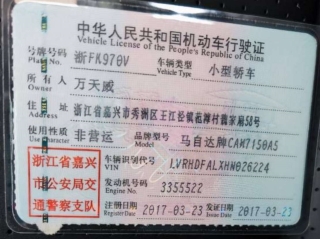 中华人民共和国机动车行驶证
Vehicle License of the People's Republic of China
号牌号码 Plate No. 浙FK970V 车辆类型 Vehicle Type 小型轿车
所有人 Owner 万天威
住址 Address 浙江省嘉兴市秀洲区王江泾镇 村 家 58号
使用性质 Use Character 非营运 品牌型号 Model 马自达牌CAM7150A5
浙江省嘉兴
市公安局交
通警察支队
车辆识别代号 VIN LVRHDFALXHN026224
发动机号码 Engine No. 3355522
注册日期 Register Date 2017-03-23 发证日期 Issue Date 2017-03-23